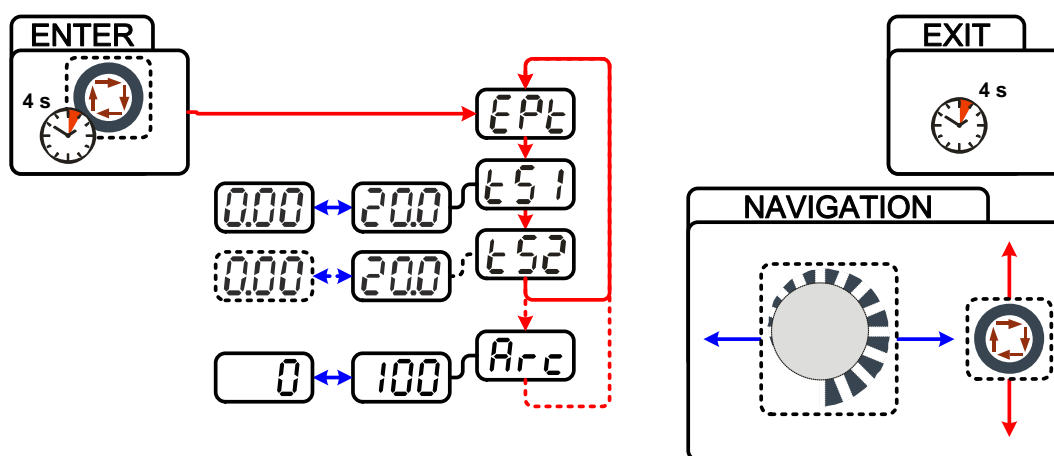 ENTER
EXIT
4 s
4 s
EPt
tS1
0.00 20.0
NAVIGATION
tS2
0.00 20.0
Arc
0 100